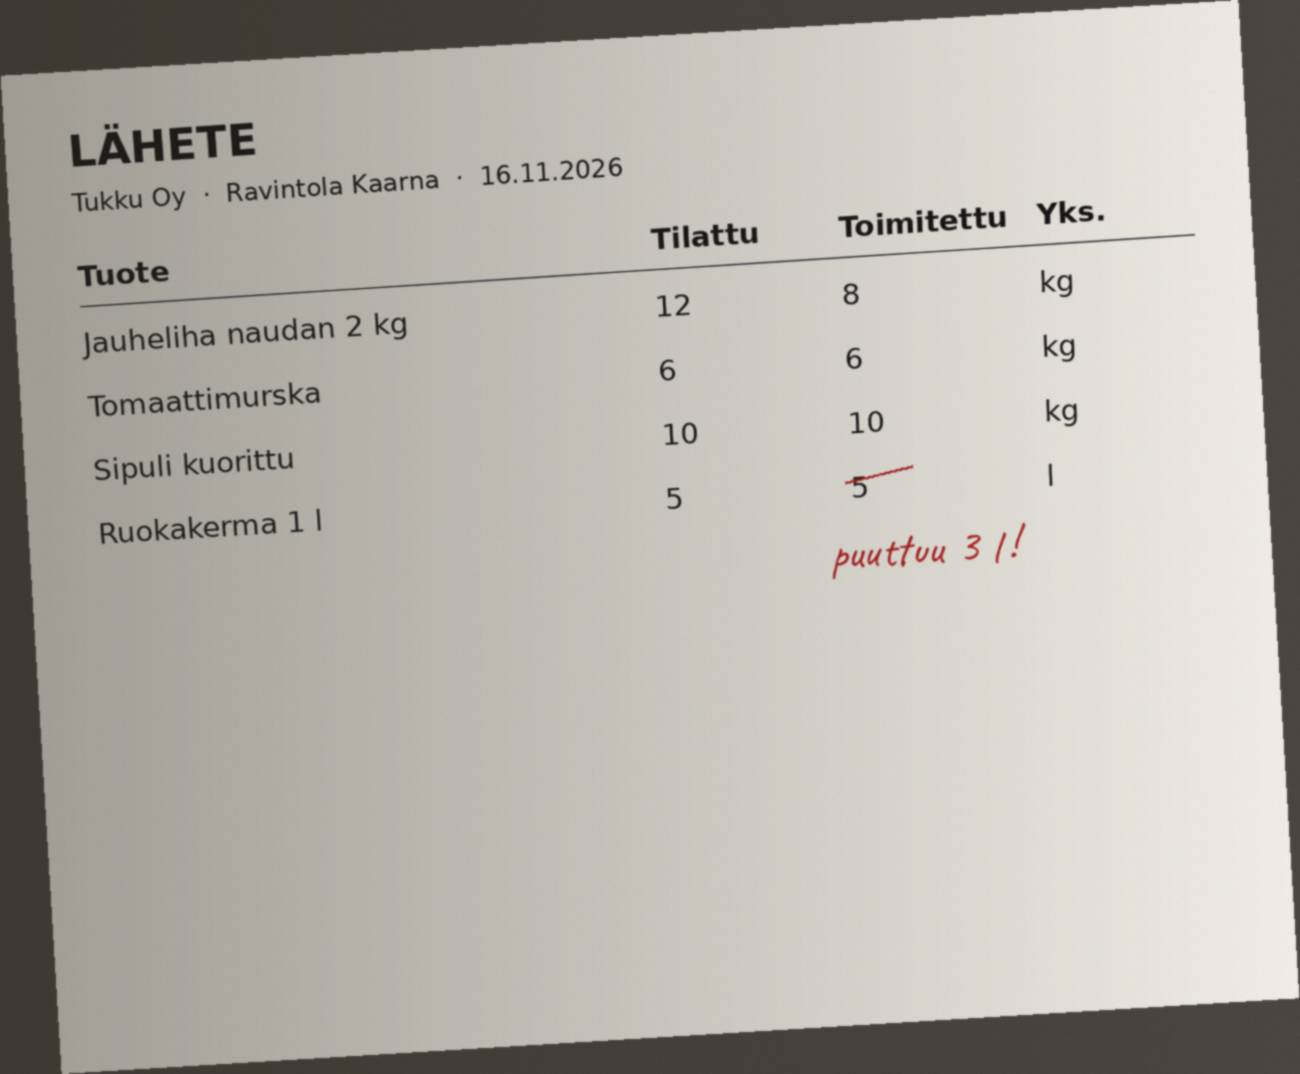 LÄHETE
Tukku Oy · Ravintola Kaarna · 16.11.2026
Tuote Tilattu Toimitettu Yks.
Jauheliha naudan 2 kg 12 8 kg
Tomaattimurska 6 6 kg
Sipuli kuorittu 10 10 kg
Ruokakerma 1 l 5 5 l
puuttuu 3 l!